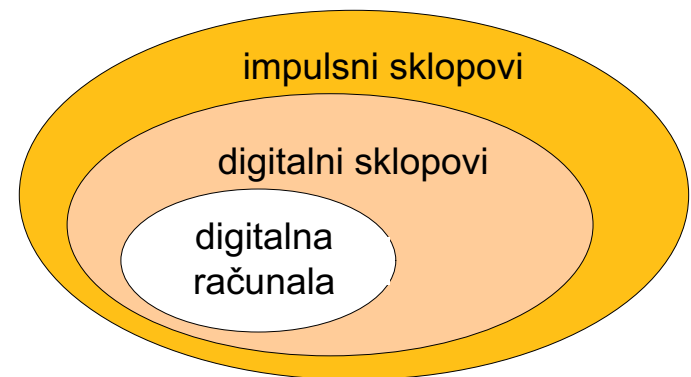 impulsni sklopovi
digitalni sklopovi
digitalna
računala